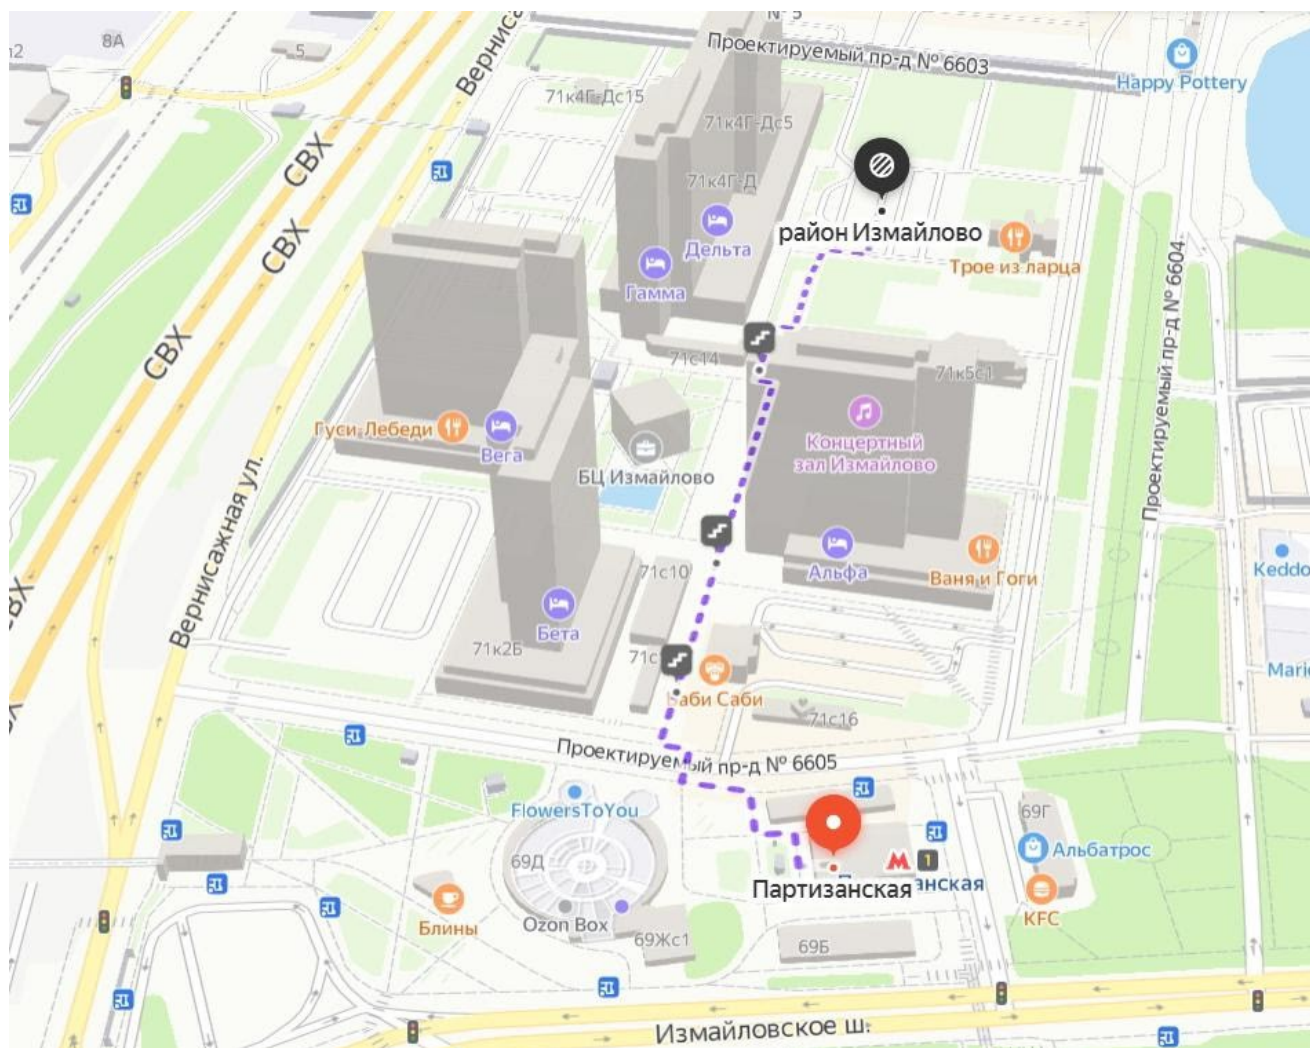 № 5
8А
5
Проектируемый пр-д № 6603
Happy Pottery
71к4Г-Дс15
71к4Г-Дс5
СВХ
71к4Г-Д
СВХ
район Измайлово
Дельта
Трое из ларца
Гамма
СВХ
71с14
71к5с1
Проектируемый пр-д № 6604
Гуси-Лебеди
Вега
Концертный
зал Измайлово
БЦ Измайлово
Вернисажная ул.
71с10
Альфа
Ваня и Гоги
Keddo
Бета
71к2Б
71с16
Проектируемый пр-д № 6605
FlowersToYou
69Г
69Д
М 1
Альбатрос
Партизанская
KFC
Блины
Ozon Box
69Жс1
69Б
Измайловское ш.